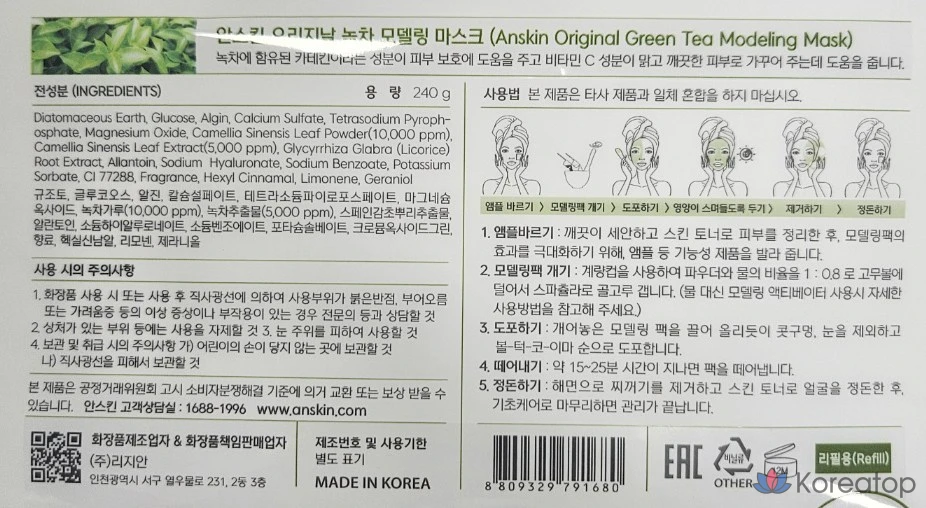 안스킨 오리지날 녹차 모델링 마스크 (Anskin Original Green Tea Modeling Mask)
녹차에 함유된 카테킨이라는 성분이 피부 보호에 도움을 주고 비타민 C 성분이 맑고 깨끗한 피부로 가꾸어 주는데 도움을 줍니다.
전성분 (INGREDIENTS) 용 량 240 g
Diatomaceous Earth, Glucose, Algin, Calcium Sulfate, Tetrasodium Pyroph-
osphate, Magnesium Oxide, Camellia Sinensis Leaf Powder(10,000 ppm),
Camellia Sinensis Leaf Extract(5,000 ppm), Glycyrrhiza Glabra (Licorice)
Root Extract, Allantoin, Sodium Hyaluronate, Sodium Benzoate, Potassium
Sorbate, CI 77288, Fragrance, Hexyl Cinnamal, Limonene, Geraniol
규조토, 글루코오스, 알진, 칼슘설페이트, 테트라소듐파이로포스페이트, 마그네슘
옥사이드, 녹차가루(10,000 ppm), 녹차추출물(5,000 ppm), 스페인감초뿌리추출물,
알란토인, 소듐하이알루로네이트, 소듐벤조에이트, 포타슘솔베이트, 크로뮴옥사이드그린,
향료, 헥실신남알, 리모넨, 제라니올
사용 시의 주의사항
1. 화장품 사용 시 또는 사용 후 직사광선에 의하여 사용부위가 붉은반점, 부어오름
또는 가려움증 등의 이상 증상이나 부작용이 있는 경우 전문의 등과 상담할 것
2. 상처가 있는 부위 등에는 사용을 자제할 것 3. 눈 주위를 피하여 사용할 것
4. 보관 및 취급 시의 주의사항 가) 어린이의 손이 닿지 않는 곳에 보관할 것
나) 직사광선을 피해서 보관할 것
본 제품은 공정거래위원회 고시 소비자분쟁해결 기준에 의거 교환 또는 보상 받을 수
있습니다. 안스킨 고객상담실 : 1688-1996 www.anskin.com
화장품제조업자 & 화장품책임판매업자
(주)리지안
인천광역시 서구 열우물로 231, 2동 3층
제조번호 및 사용기한
별도 표기
MADE IN KOREA
사용법 본 제품은 타사 제품과 일체 혼합을 하지 마십시오.
앰플 바르기 > 모델링팩 개기 > 도포하기 > 영양이 스며들도록 두기 > 제거하기 > 정돈하기
1. 앰플바르기 : 깨끗이 세안하고 스킨 토너로 피부를 정리한 후, 모델링팩의
효과를 극대화하기 위해, 앰플 등 기능성 제품을 발라 줍니다.
2. 모델링팩 개기 : 계량컵을 사용하여 파우더와 물의 비율을 1 : 0.8 로 고무볼에
덜어서 스파츌라로 골고루 갭니다. (물 대신 모델링 액티베이터 사용시 자세한
사용방법을 참고해 주세요.)
3. 도포하기 : 개어놓은 모델링 팩을 끌어 올리듯이 콧구멍, 눈을 제외하고
볼-턱-코-이마 순으로 도포합니다.
4. 떼어내기 : 약 15~25분 시간이 지나면 팩을 떼어냅니다.
5. 정돈하기 : 해면으로 찌꺼기를 제거하고 스킨 토너로 얼굴을 정돈한 후,
기초케어로 마무리하면 관리가 끝납니다.
8 809329 791680
EAC
비닐류
OTHER
12M
리필용(Refill)
Koreatop